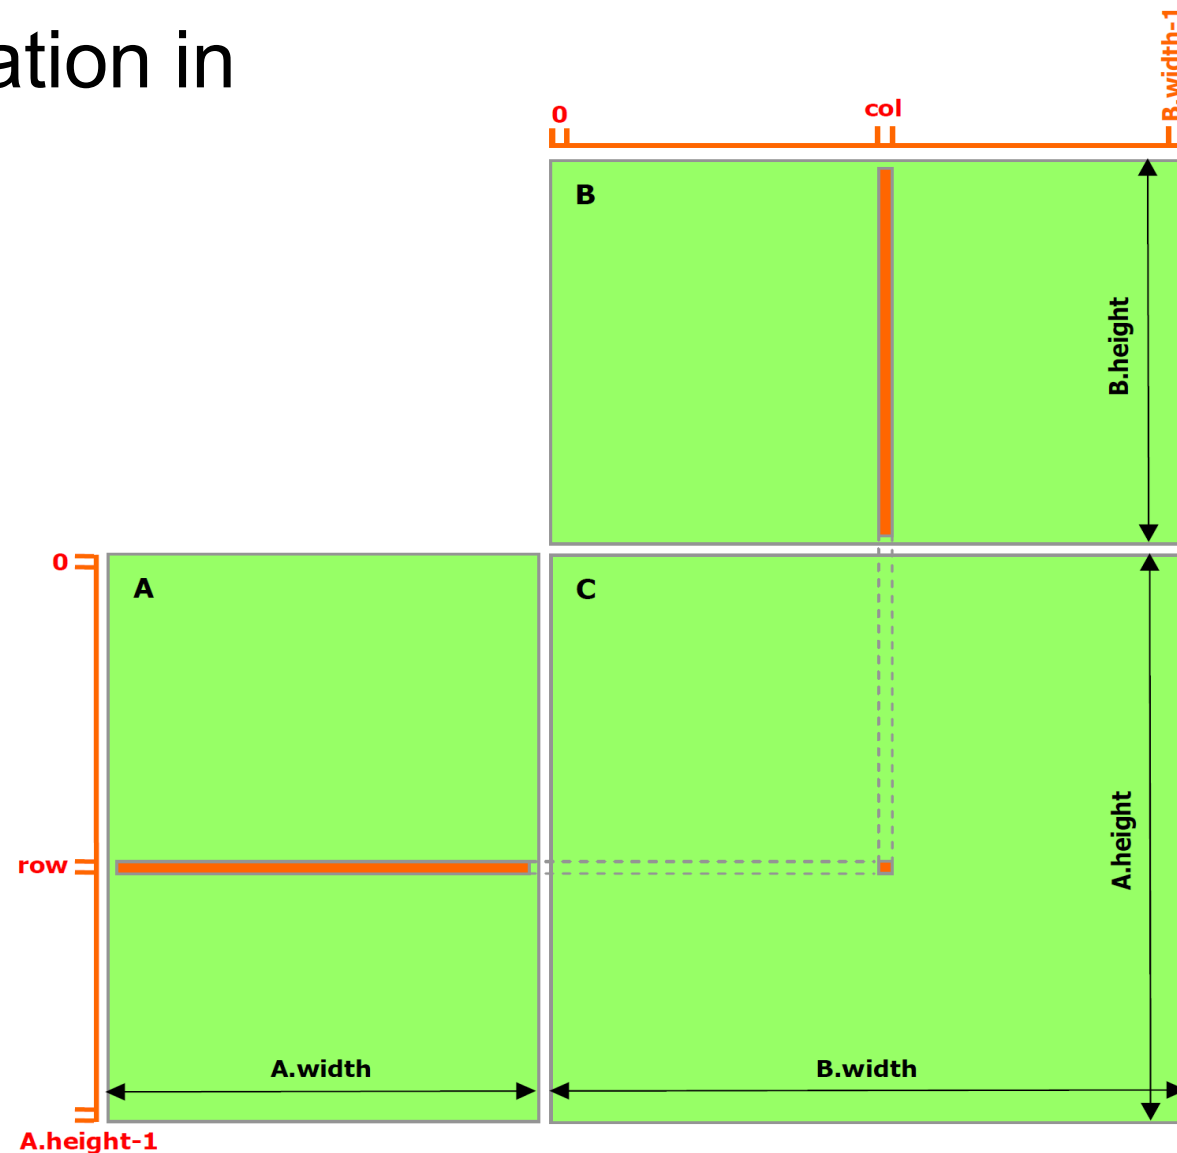 ation in
B.width-1
0
col
B
B.height
0
A
C
row
A.height
A.width
B.width
A.height-1